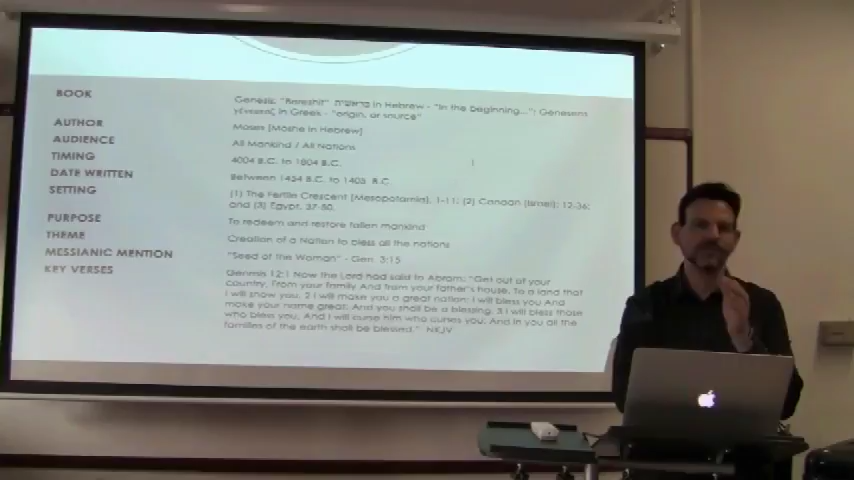 BOOK Genesis, "Bereshit" בראשית in Hebrew - "In the beginning..."; Genesens
γένεσις in Greek - "origin, or source"
AUTHOR Moses [Moshe in Hebrew]
AUDIENCE All Mankind / All Nations
TIMING 4004 B.C. to 1804 B.C.
DATE WRITTEN Between 1454 B.C. to 1403 B.C.
SETTING (1) The Fertile Crescent [Mesopotamia], 1-11; (2) Canaan [Israel]; 12-36;
and (3) Egypt, 37-50.
PURPOSE To redeem and restore fallen mankind
THEME Creation of a Nation to bless all the nations
MESSIANIC MENTION "Seed of the Woman" - Gen. 3:15
KEY VERSES Genesis 12:1 Now the Lord had said to Abram: "Get out of your
country, From your family And from your father's house, To a land that
I will show you. 2 I will make you a great nation; I will bless you And
make your name great; And you shall be a blessing. 3 I will bless those
who bless you, And I will curse him who curses you; And in you all the
families of the earth shall be blessed." NKJV